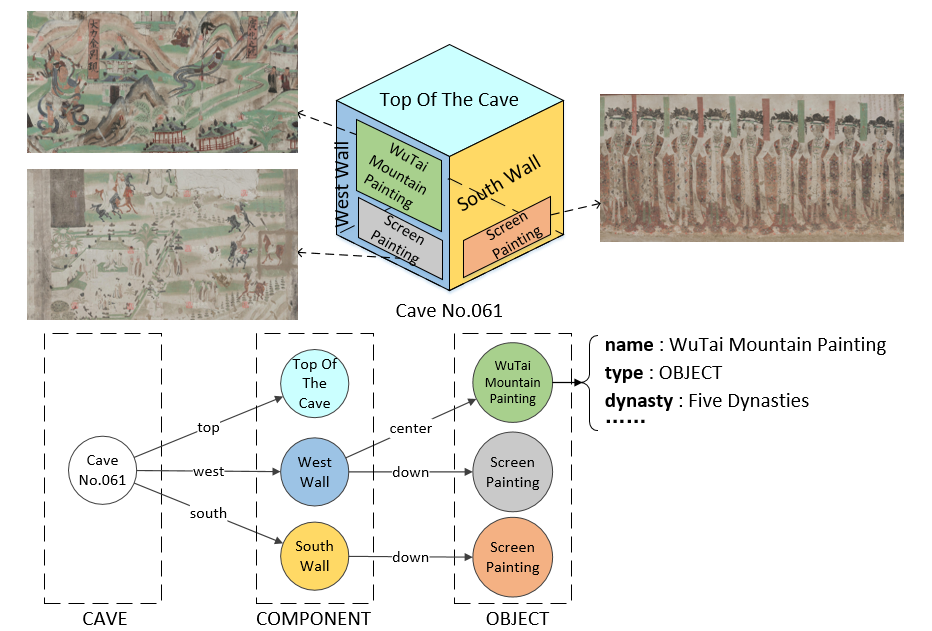 Top Of The Cave
West Wall
WuTai
Mountain
Painting
South Wall
Screen
Painting
Screen
Painting
Cave No.061
Top Of
The
Cave
WuTai
Mountain
Painting
name : WuTai Mountain Painting
type : OBJECT
dynasty : Five Dynasties
......
top
center
Cave
No.061
west
West
Wall
down
Screen
Painting
south
South
Wall
down
Screen
Painting
CAVE
COMPONENT
OBJECT